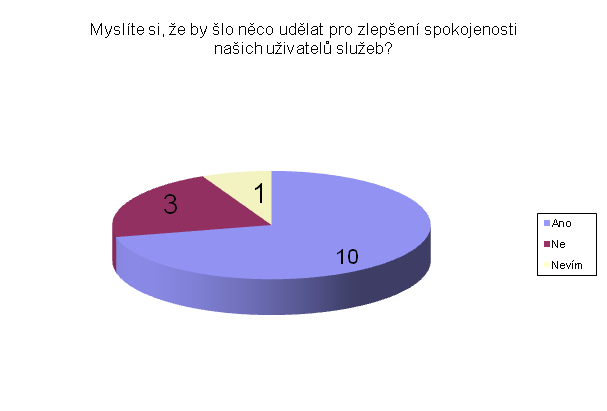 Myslíte si, že by šlo něco udělat pro zlepšení spokojenosti
našich uživatelů služeb?
1
3
10
Ano
Ne
Nevím